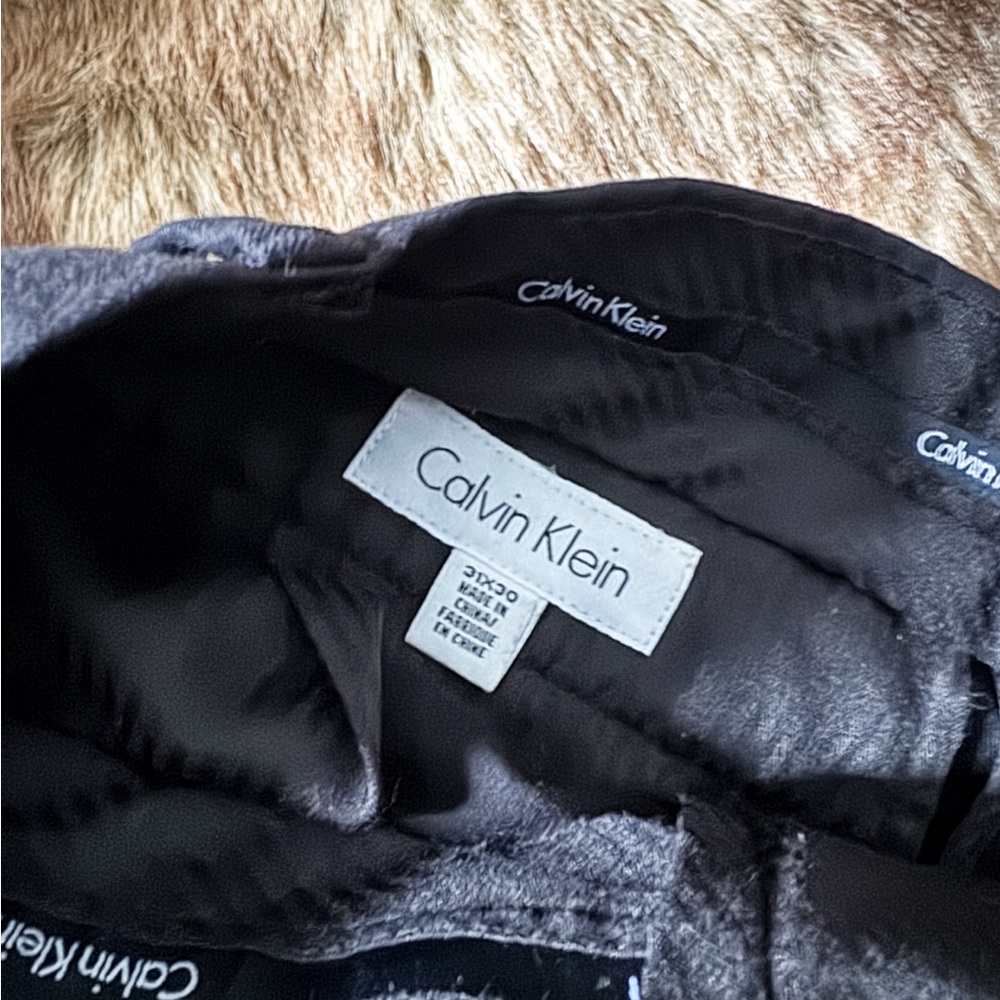 Calvin Klein
Calvin
Calvin Klein
31X30
MADE IN
CHINA/
FABRIQUE
EN CHINE
Calvin Klein